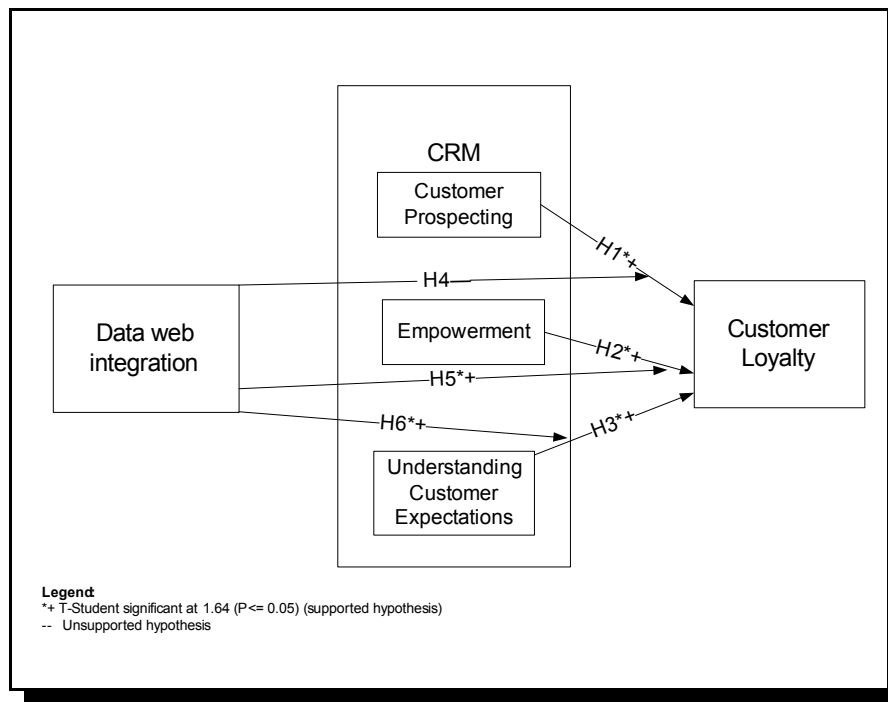 CRM
Customer
Prospecting
H1*+
H4--
Data web
integration
Empowerment
H2*+
Customer
Loyalty
H5*+
H6*+
H3*+
Understanding
Customer
Expectations
Legend:
*+ T-Student significant at 1.64 (P<= 0.05) (supported hypothesis)
-- Unsupported hypothesis